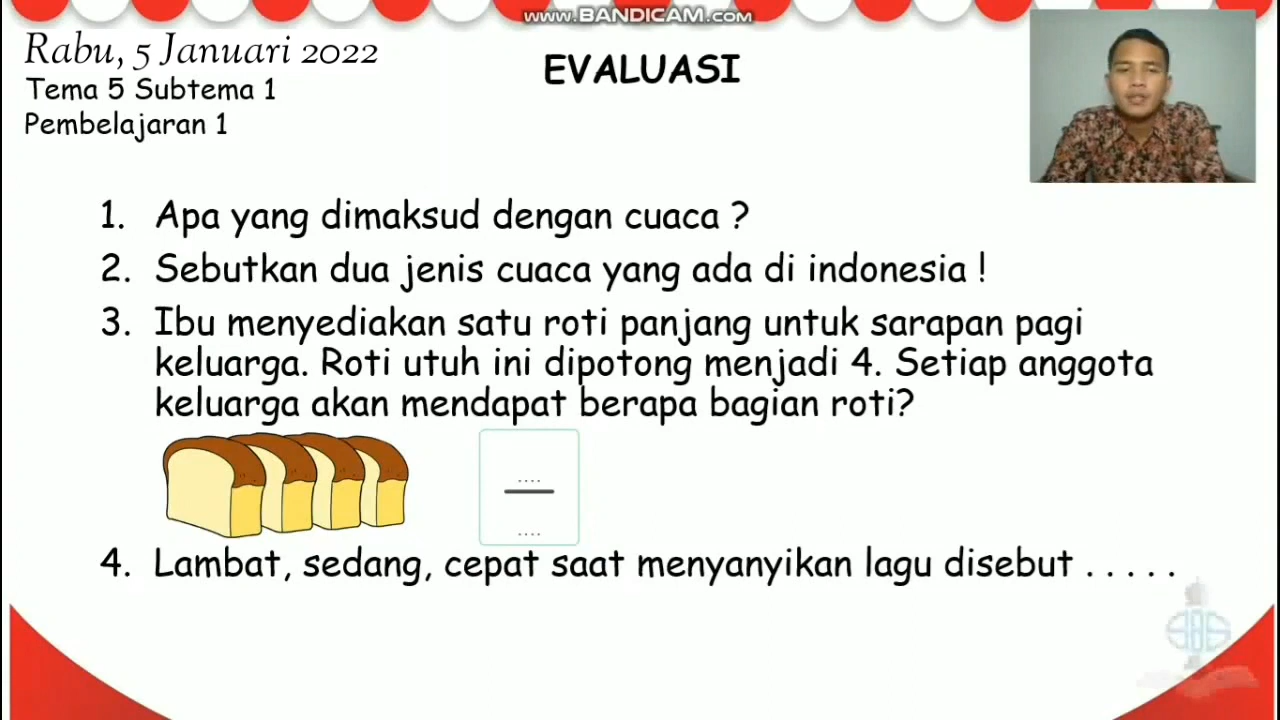 www.BANDICAM.com
Rabu, 5 Januari 2022
Tema 5 Subtema 1
Pembelajaran 1
EVALUASI
1. Apa yang dimaksud dengan cuaca ?
2. Sebutkan dua jenis cuaca yang ada di indonesia !
3. Ibu menyediakan satu roti panjang untuk sarapan pagi
keluarga. Roti utuh ini dipotong menjadi 4. Setiap anggota
keluarga akan mendapat berapa bagian roti?
....
....
4. Lambat, sedang, cepat saat menyanyikan lagu disebut . . . . .